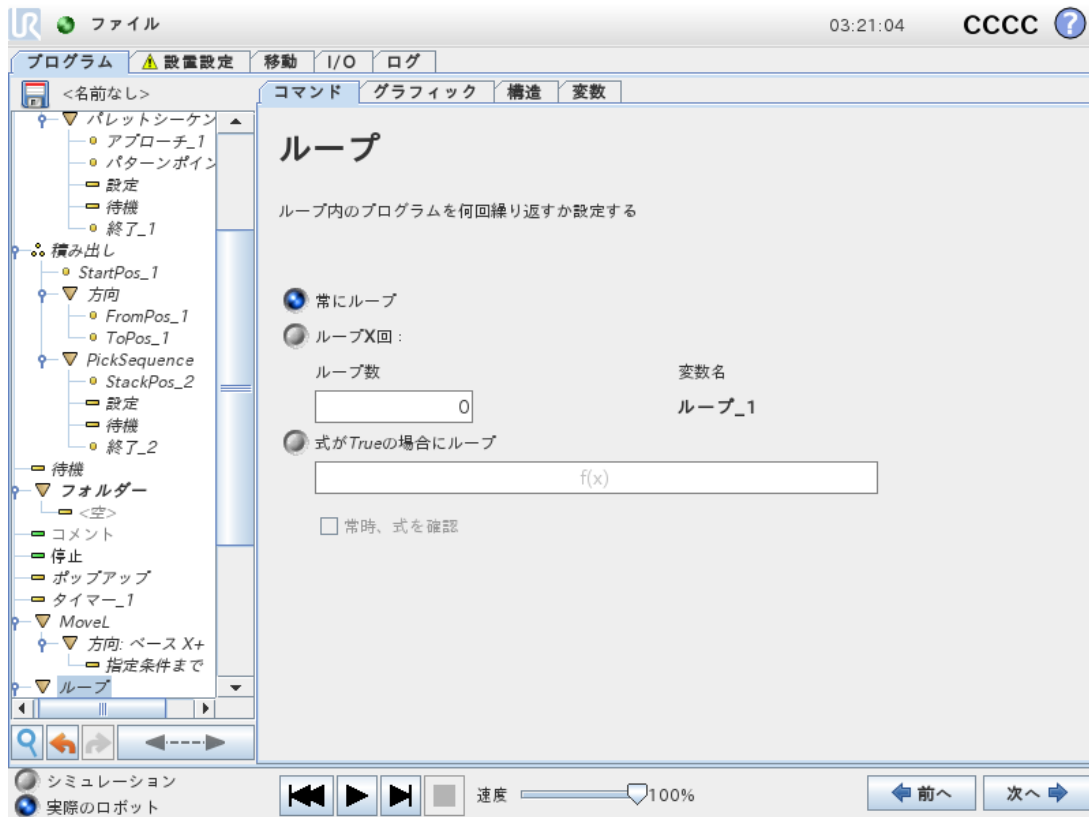 UR ファイル 03:21:04 CCCC ?
プログラム 設置設定 移動 I/O ログ
<名前なし>
コマンド グラフィック 構造 変数
パレットシーケン
アプローチ_1
パターンポイン
設定
待機
終了_1
積み出し
StartPos_1
方向
FromPos_1
ToPos_1
PickSequence
StackPos_2
設定
待機
終了_2
待機
フォルダー
<空>
コメント
停止
ポップアップ
タイマー_1
MoveL
方向: ベース X+
指定条件まで
ループ
ループ
ループ内のプログラムを何回繰り返すか設定する
常にループ
ループX回 :
ループ数 変数名
0 ループ_1
式がTrueの場合にループ
f(x)
常時、式を確認
シミュレーション
実際のロボット
速度 100%
前へ 次へ